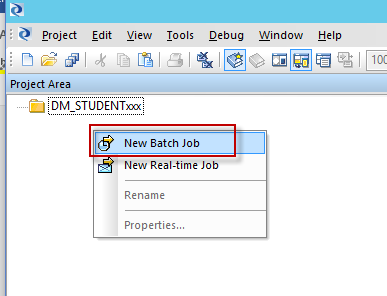 Project Edit View Tools Debug Window Help
100
Project Area
DM_STUDENTxxx
New Batch Job
New Real-time Job
Rename
Properties...